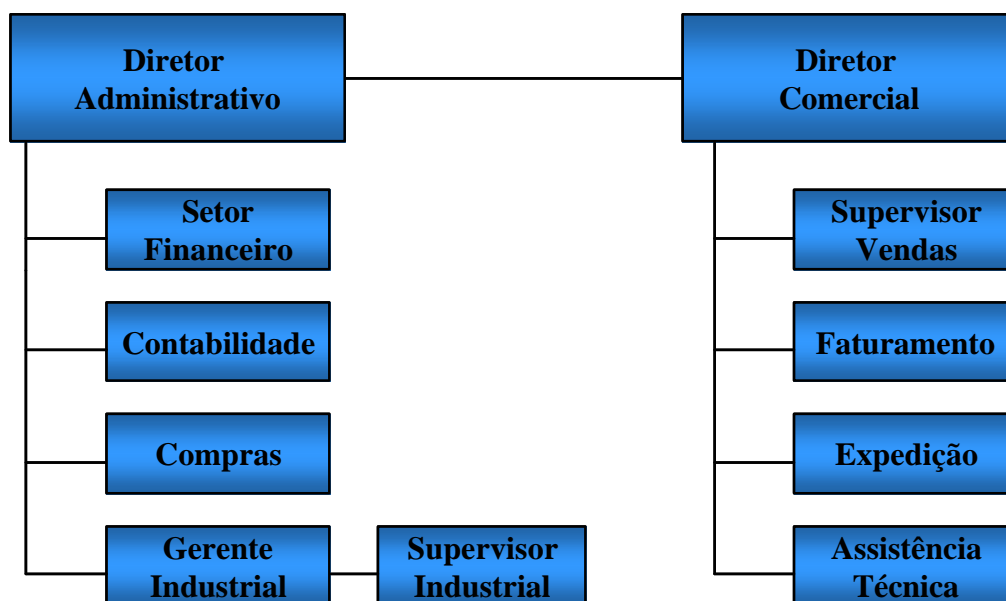 Diretor
Administrativo
Diretor
Comercial
Setor
Financeiro
Supervisor
Vendas
Contabilidade
Faturamento
Compras
Expedição
Gerente
Industrial
Supervisor
Industrial
Assistência
Técnica